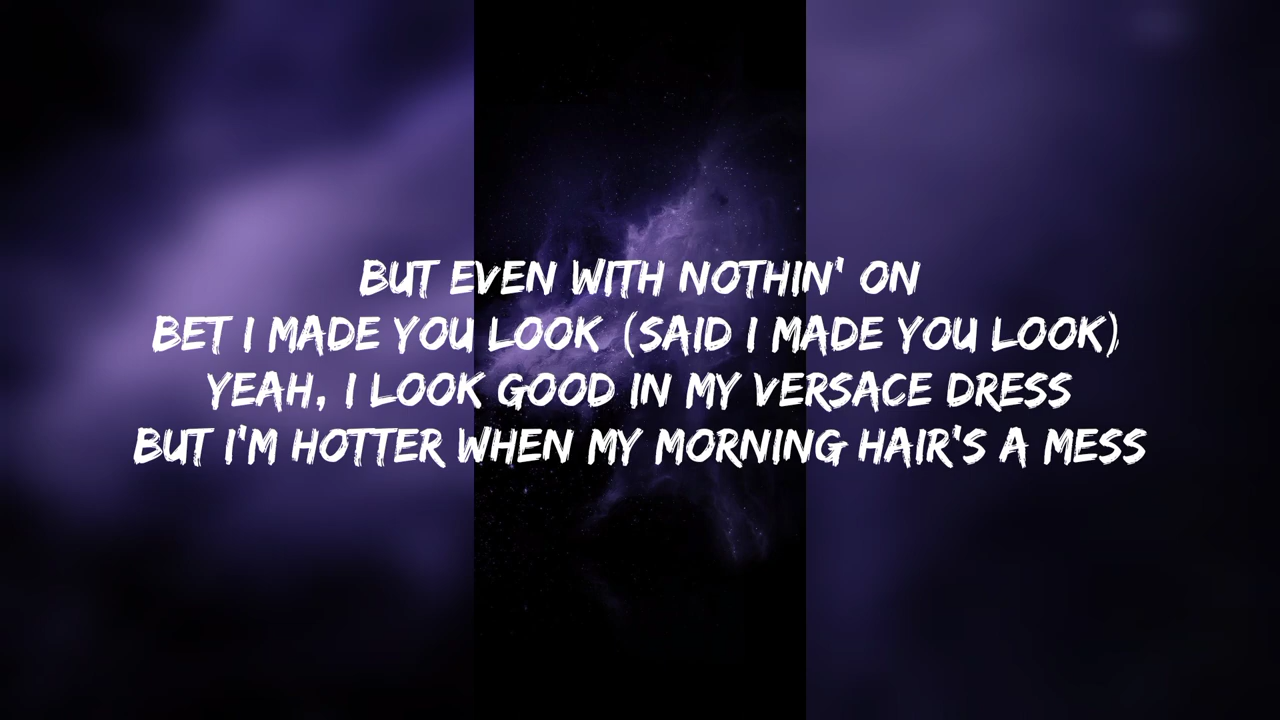 BUT EVEN WITH NOTHIN' ON
BET I MADE YOU LOOK (SAID I MADE YOU LOOK)
YEAH, I LOOK GOOD IN MY VERSACE DRESS
BUT I'M HOTTER WHEN MY MORNING HAIR'S A MESS